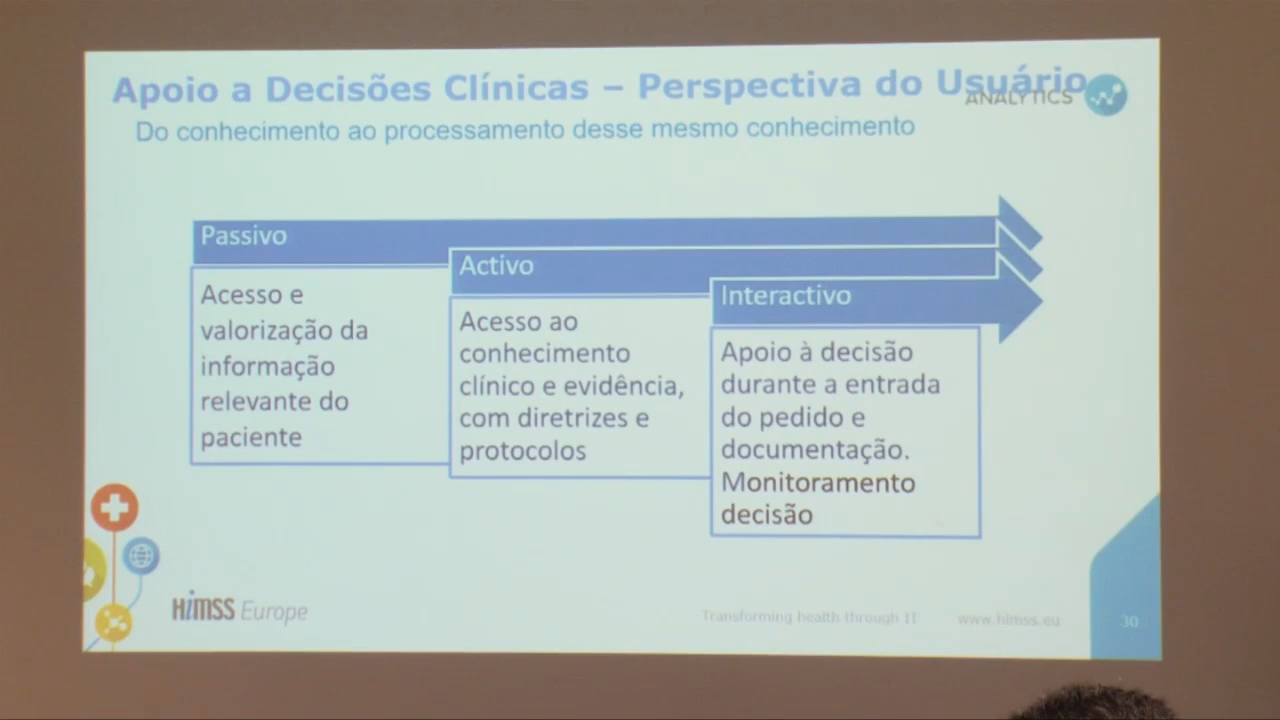 Apoio a Decisões Clínicas – Perspectiva do Usuário
ANALYTICS
Do conhecimento ao processamento desse mesmo conhecimento
Passivo
Acesso e
valorização da
informação
relevante do
paciente
Activo
Acesso ao
conhecimento
clínico e evidência,
com diretrizes e
protocolos
Interactivo
Apoio à decisão
durante a entrada
do pedido e
documentação.
Monitoramento
decisão
HiMSS Europe
Transforming health through IT
www.himss.eu
30